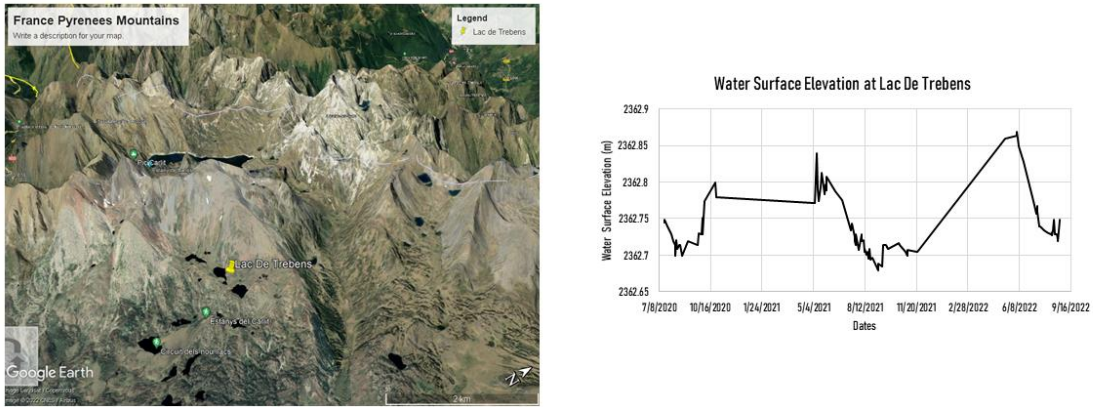 France Pyrenees Mountains
Write a description for your map.
Legend
Lac de Trebens
Pic Carlit
Lac De Trebens
Estanys del Carlit
Google Earth
2 km
Water Surface Elevation at Lac De Trebens
Water Surface Elevation (m)
2362.9
2362.85
2362.8
2362.75
2362.7
2362.65
7/8/2020 10/16/2020 1/24/2021 5/4/2021 8/12/2021 11/20/2021 2/28/2022 6/8/2022 9/16/2022
Dates